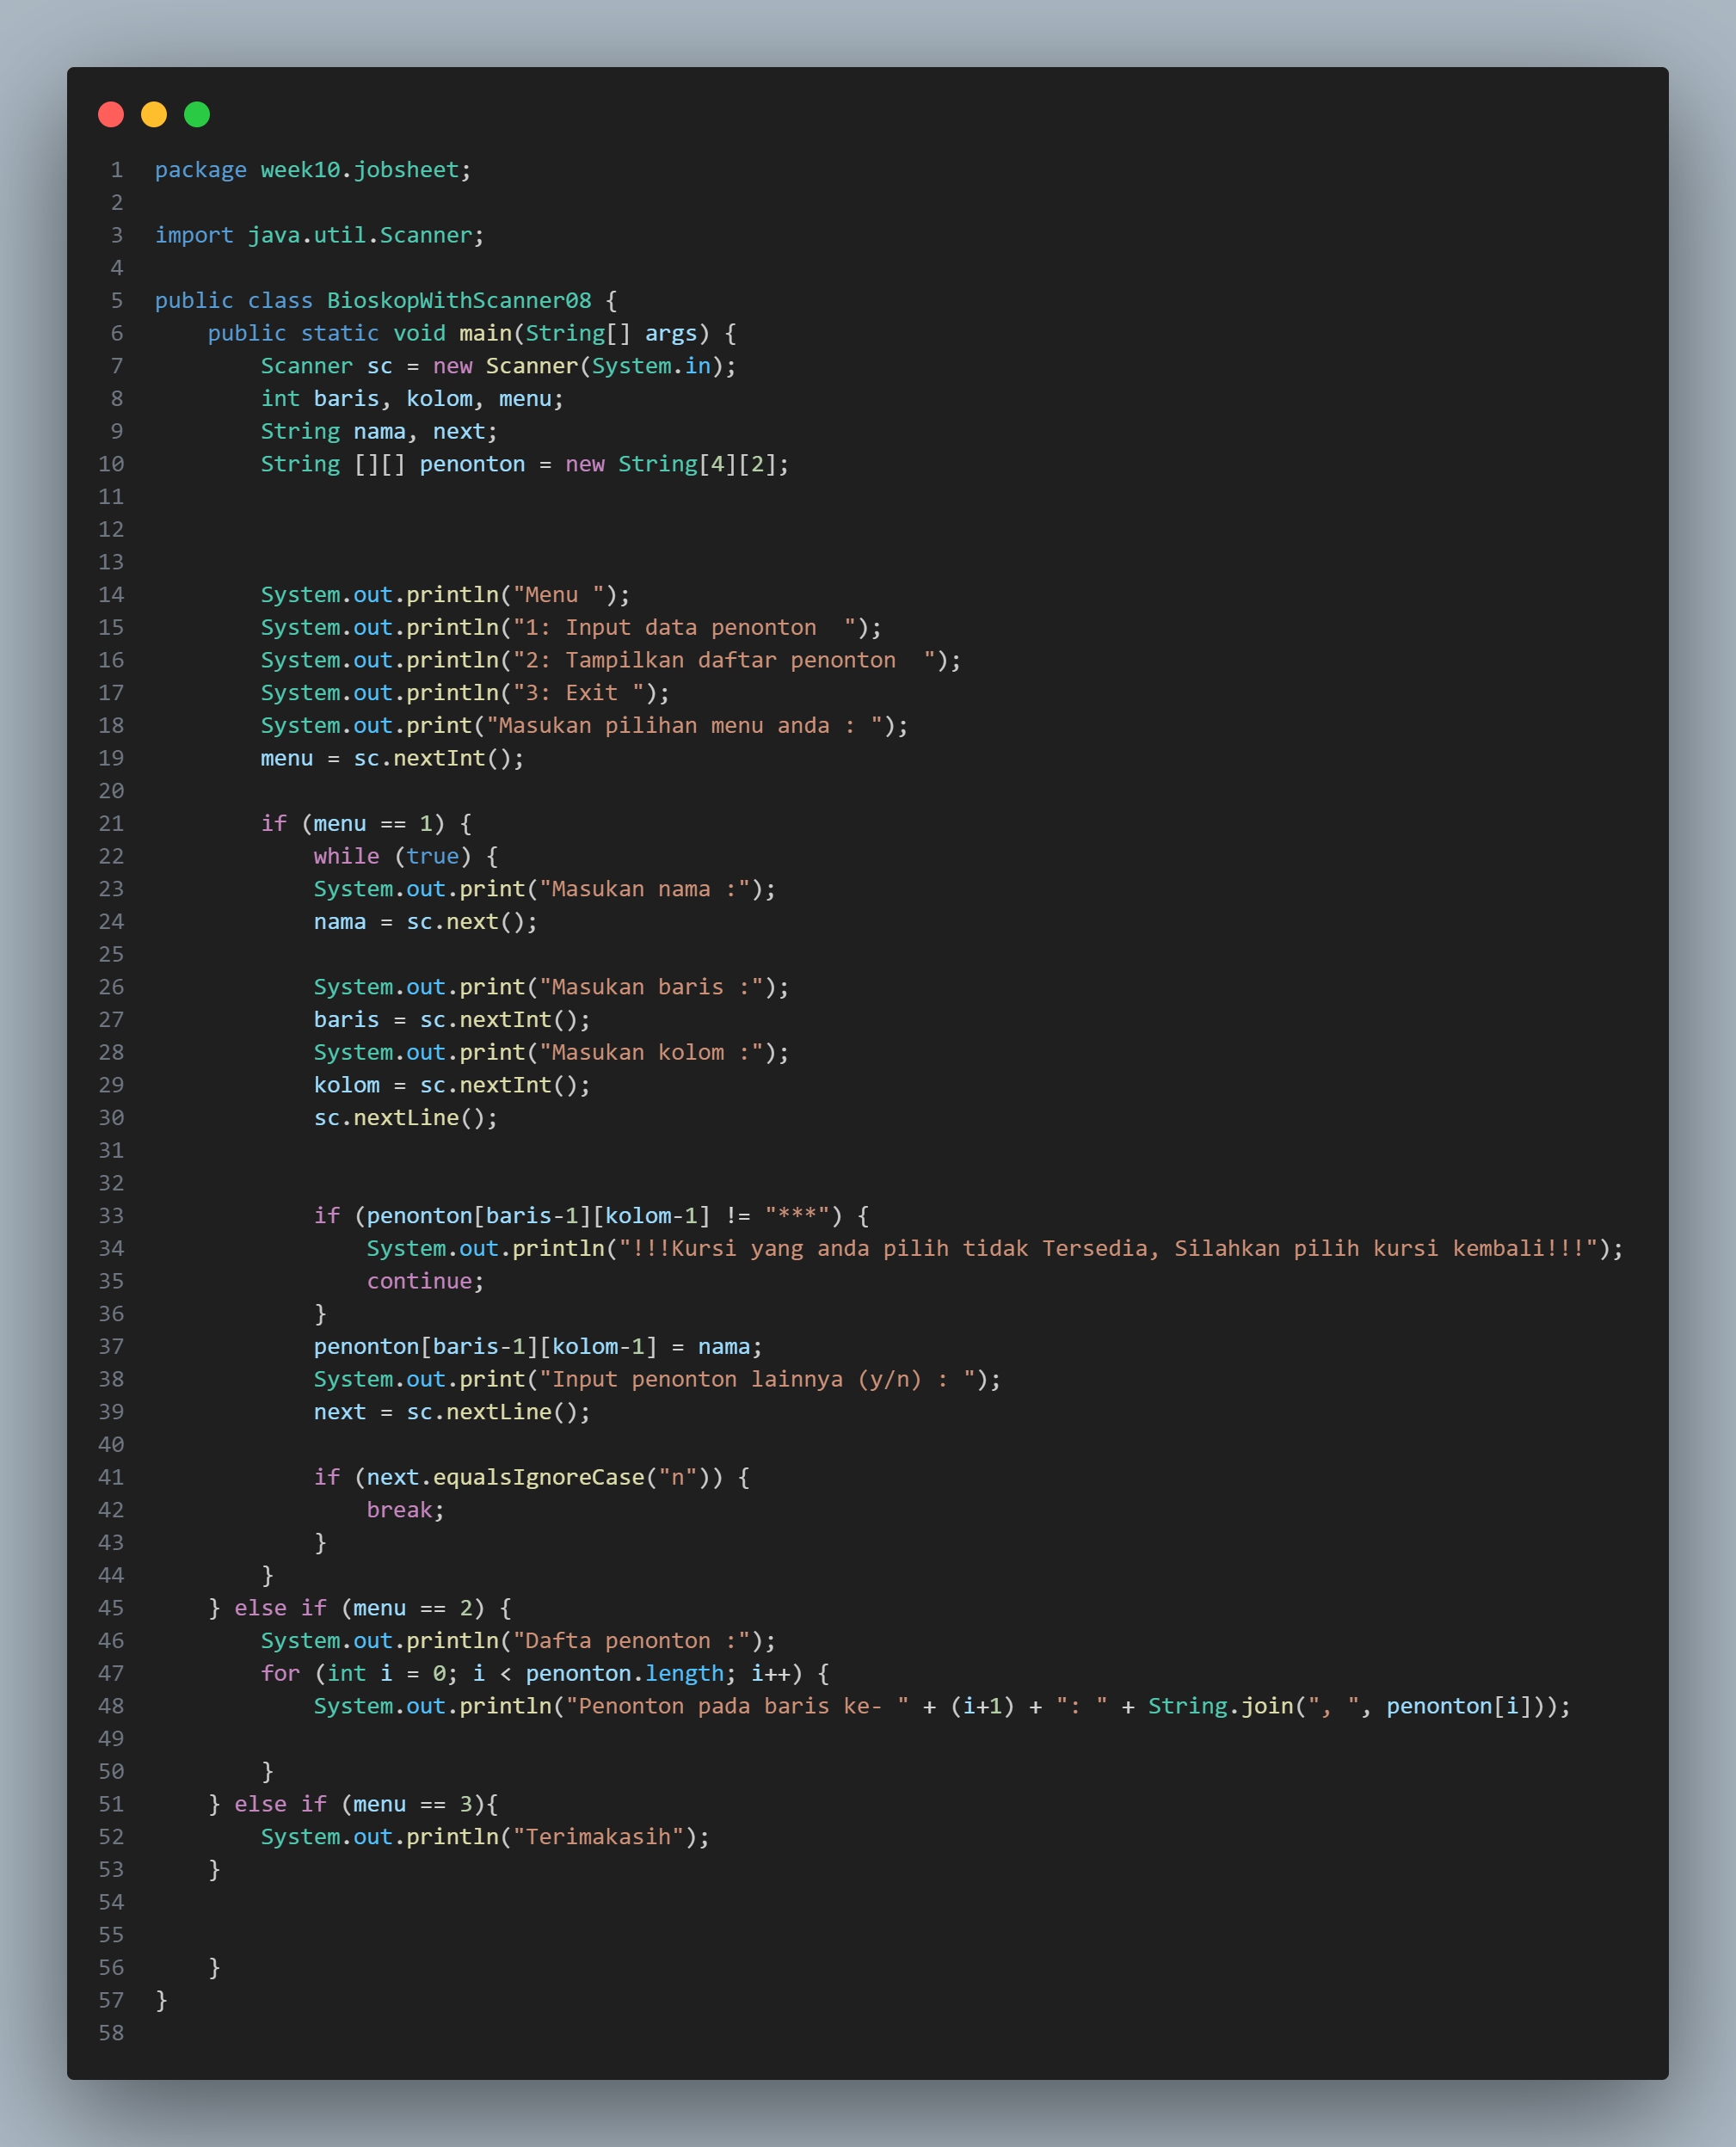 1 package week10.jobsheet;
2
3 import java.util.Scanner;
4
5 public class BioskopWithScanner08 {
6     public static void main(String[] args) {
7         Scanner sc = new Scanner(System.in);
8         int baris, kolom, menu;
9         String nama, next;
10         String [][] penonton = new String[4][2];
11
12
13
14         System.out.println("Menu ");
15         System.out.println("1: Input data penonton  ");
16         System.out.println("2: Tampilkan daftar penonton  ");
17         System.out.println("3: Exit ");
18         System.out.print("Masukan pilihan menu anda : ");
19         menu = sc.nextInt();
20
21         if (menu == 1) {
22             while (true) {
23             System.out.print("Masukan nama :");
24             nama = sc.next();
25
26             System.out.print("Masukan baris :");
27             baris = sc.nextInt();
28             System.out.print("Masukan kolom :");
29             kolom = sc.nextInt();
30             sc.nextLine();
31
32
33             if (penonton[baris-1][kolom-1] != "***") {
34                 System.out.println("!!!Kursi yang anda pilih tidak Tersedia, Silahkan pilih kursi kembali!!!");
35                 continue;
36             }
37             penonton[baris-1][kolom-1] = nama;
38             System.out.print("Input penonton lainnya (y/n) : ");
39             next = sc.nextLine();
40
41             if (next.equalsIgnoreCase("n")) {
42                 break;
43             }
44         }
45     } else if (menu == 2) {
46         System.out.println("Dafta penonton :");
47         for (int i = 0; i < penonton.length; i++) {
48             System.out.println("Penonton pada baris ke- " + (i+1) + ": " + String.join(", ", penonton[i]));
49
50         }
51     } else if (menu == 3){
52         System.out.println("Terimakasih");
53     }
54
55
56     }
57 }
58